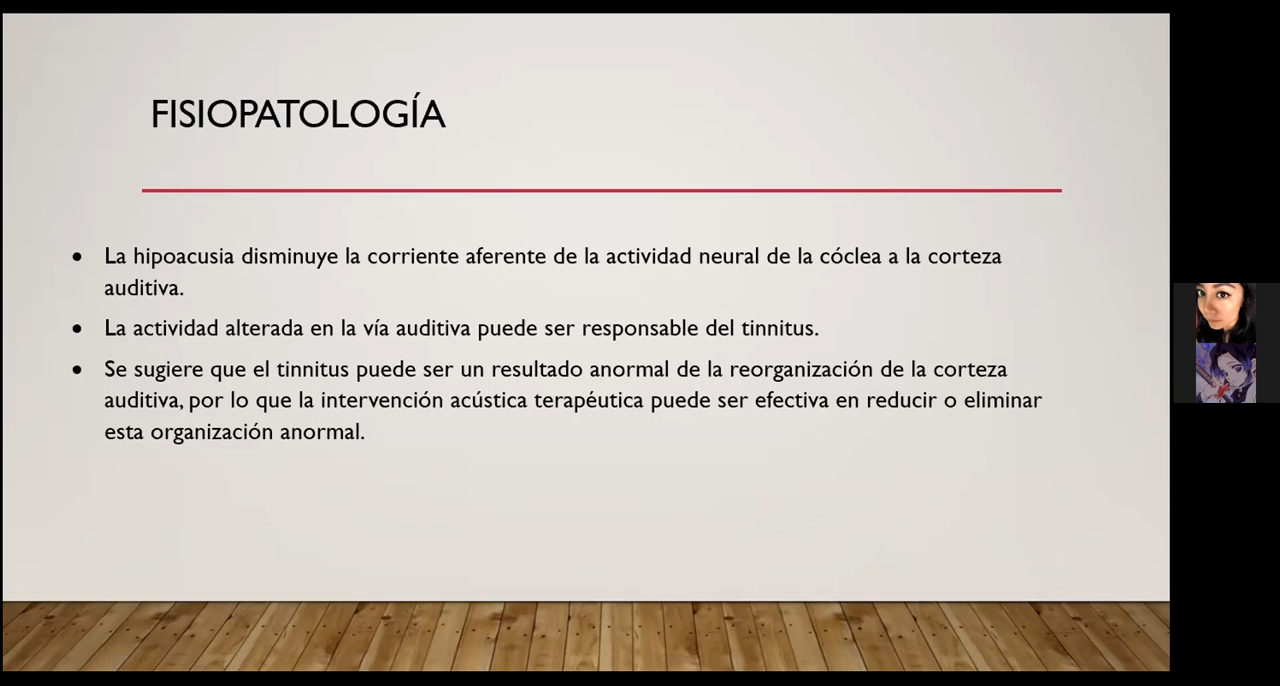 FISIOPATOLOGÍA
• La hipoacusia disminuye la corriente aferente de la actividad neural de la cóclea a la corteza
auditiva.
• La actividad alterada en la vía auditiva puede ser responsable del tinnitus.
• Se sugiere que el tinnitus puede ser un resultado anormal de la reorganización de la corteza
auditiva, por lo que la intervención acústica terapéutica puede ser efectiva en reducir o eliminar
esta organización anormal.